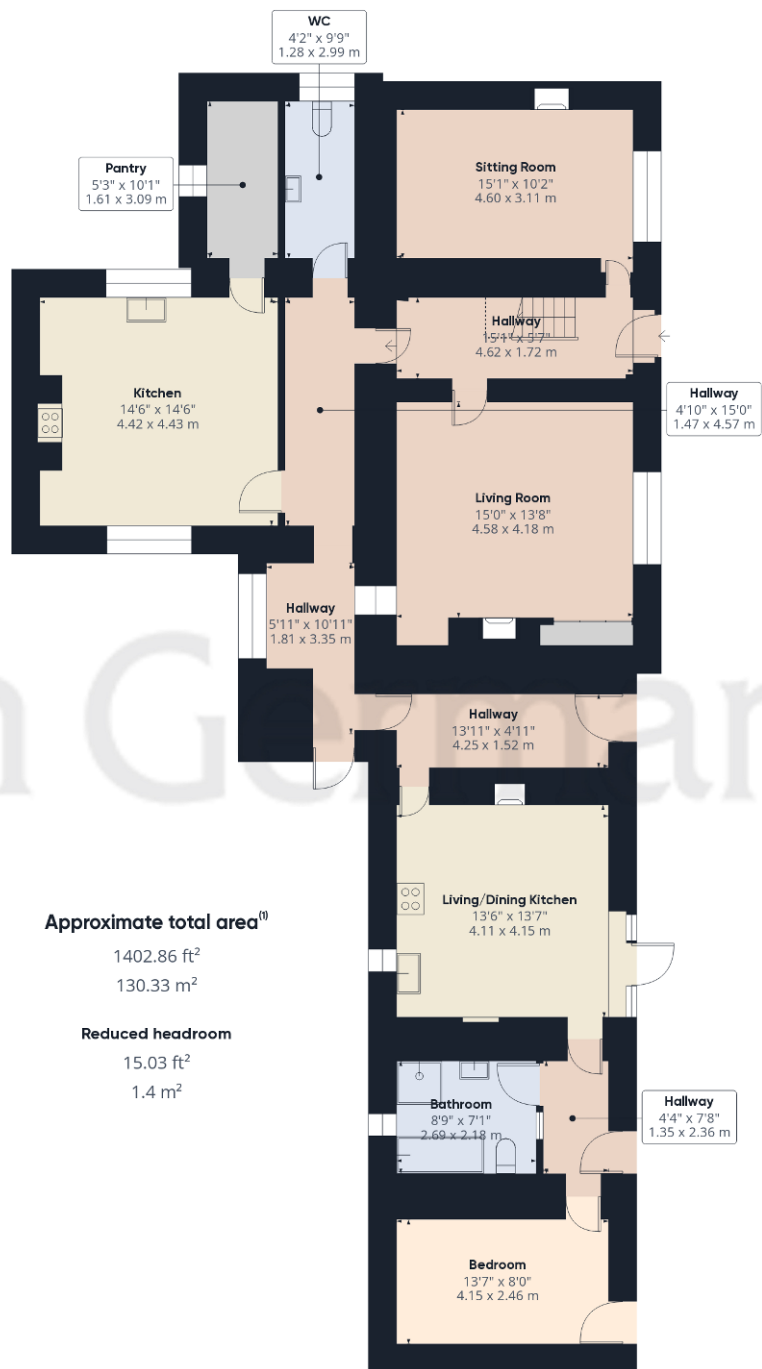 WC
4'2" x 9'9"
1.28 x 2.99 m
Pantry
5'3" x 10'1"
1.61 x 3.09 m
Sitting Room
15'1" x 10'2"
4.60 x 3.11 m
Hallway
15'1" x 5'7"
4.62 x 1.72 m
Kitchen
14'6" x 14'6"
4.42 x 4.43 m
Hallway
4'10" x 15'0"
1.47 x 4.57 m
Living Room
15'0" x 13'8"
4.58 x 4.18 m
Hallway
5'11" x 10'11"
1.81 x 3.35 m
Hallway
13'11" x 4'11"
4.25 x 1.52 m
n German
Living/Dining Kitchen
13'6" x 13'7"
4.11 x 4.15 m
Approximate total area(1)
1402.86 ft²
130.33 m²
Reduced headroom
15.03 ft²
1.4 m²
Bathroom
8'9" x 7'1"
2.69 x 2.18 m
Hallway
4'4" x 7'8"
1.35 x 2.36 m
Bedroom
13'7" x 8'0"
4.15 x 2.46 m